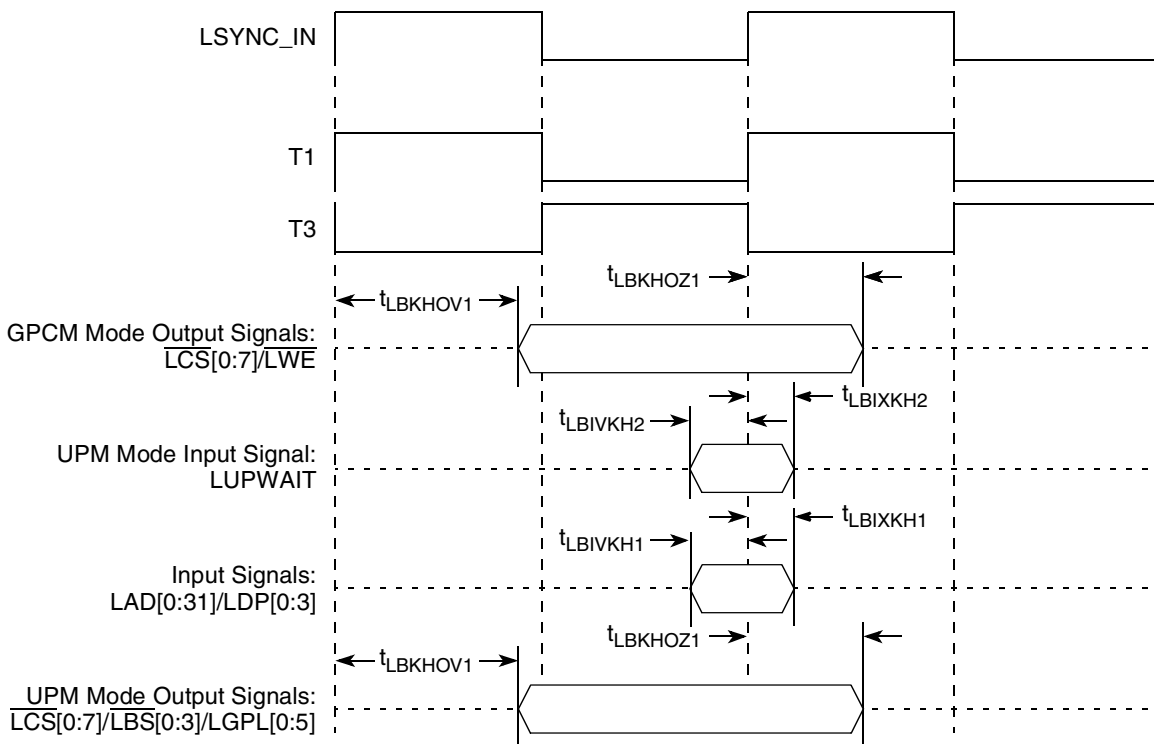 LSYNC_IN
T1
T3
tLBKHOZ1
tLBKHOV1
GPCM Mode Output Signals:
LCS[0:7]/LWE
tLBIXKH2
tLBIVKH2
UPM Mode Input Signal:
LUPWAIT
tLBIXKH1
tLBIVKH1
Input Signals:
LAD[0:31]/LDP[0:3]
tLBKHOZ1
tLBKHOV1
UPM Mode Output Signals:
LCS[0:7]/LBS[0:3]/LGPL[0:5]